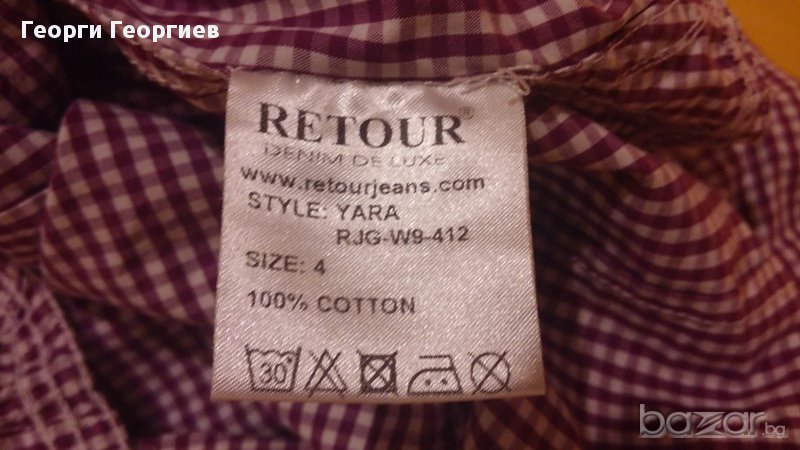 Георги Георгиев
RETOUR®
DENIM DE LUXE
www.retourjeans.com
STYLE: YARA
RJG-W9-412
SIZE: 4
100% COTTON
30°
bazar.bg